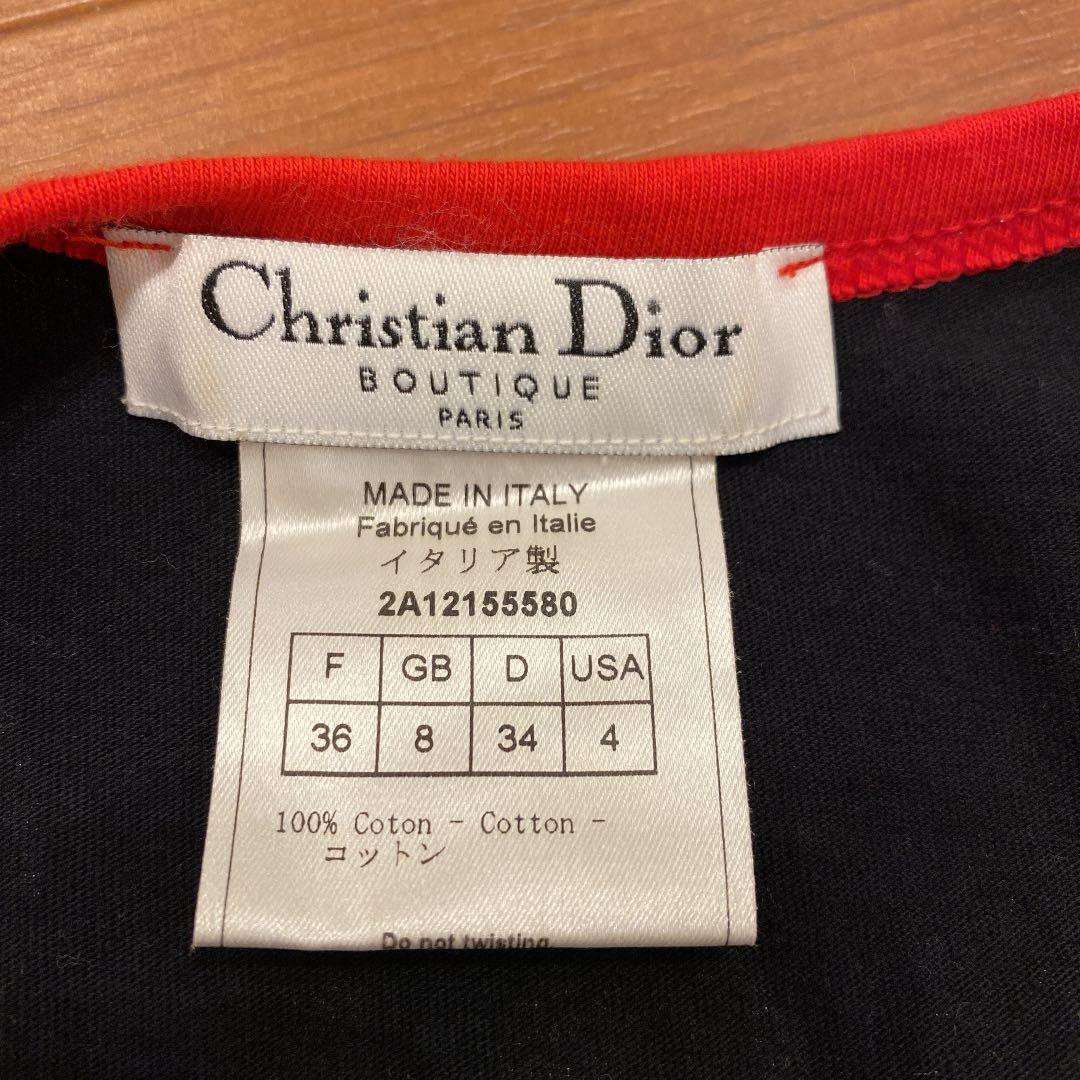 Christian Dior
BOUTIQUE
PARIS
MADE IN ITALY
Fabriqué en Italie
イタリア製
2A12155580
F GB D USA
36 8 34 4
100% Coton - Cotton -
コットン
Do not twisting.